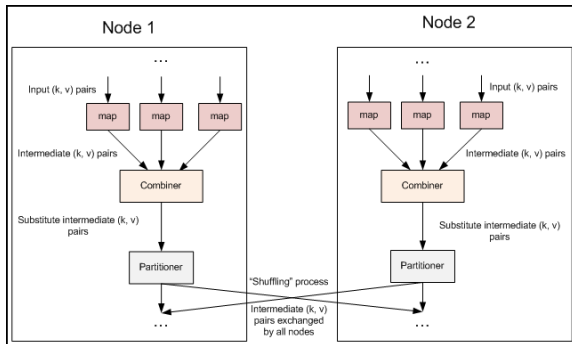 Node 1
Node 2
...
...
Input (k, v) pairs
Input (k, v) pairs
map
map
map
map
map
map
Intermediate (k, v) pairs
Intermediate (k, v) pairs
Combiner
Combiner
Substitute intermediate (k, v)
pairs
Substitute intermediate (k, v)
pairs
Partitioner
Partitioner
"Shuffling" process
Intermediate (k, v)
pairs exchanged
by all nodes
...
...